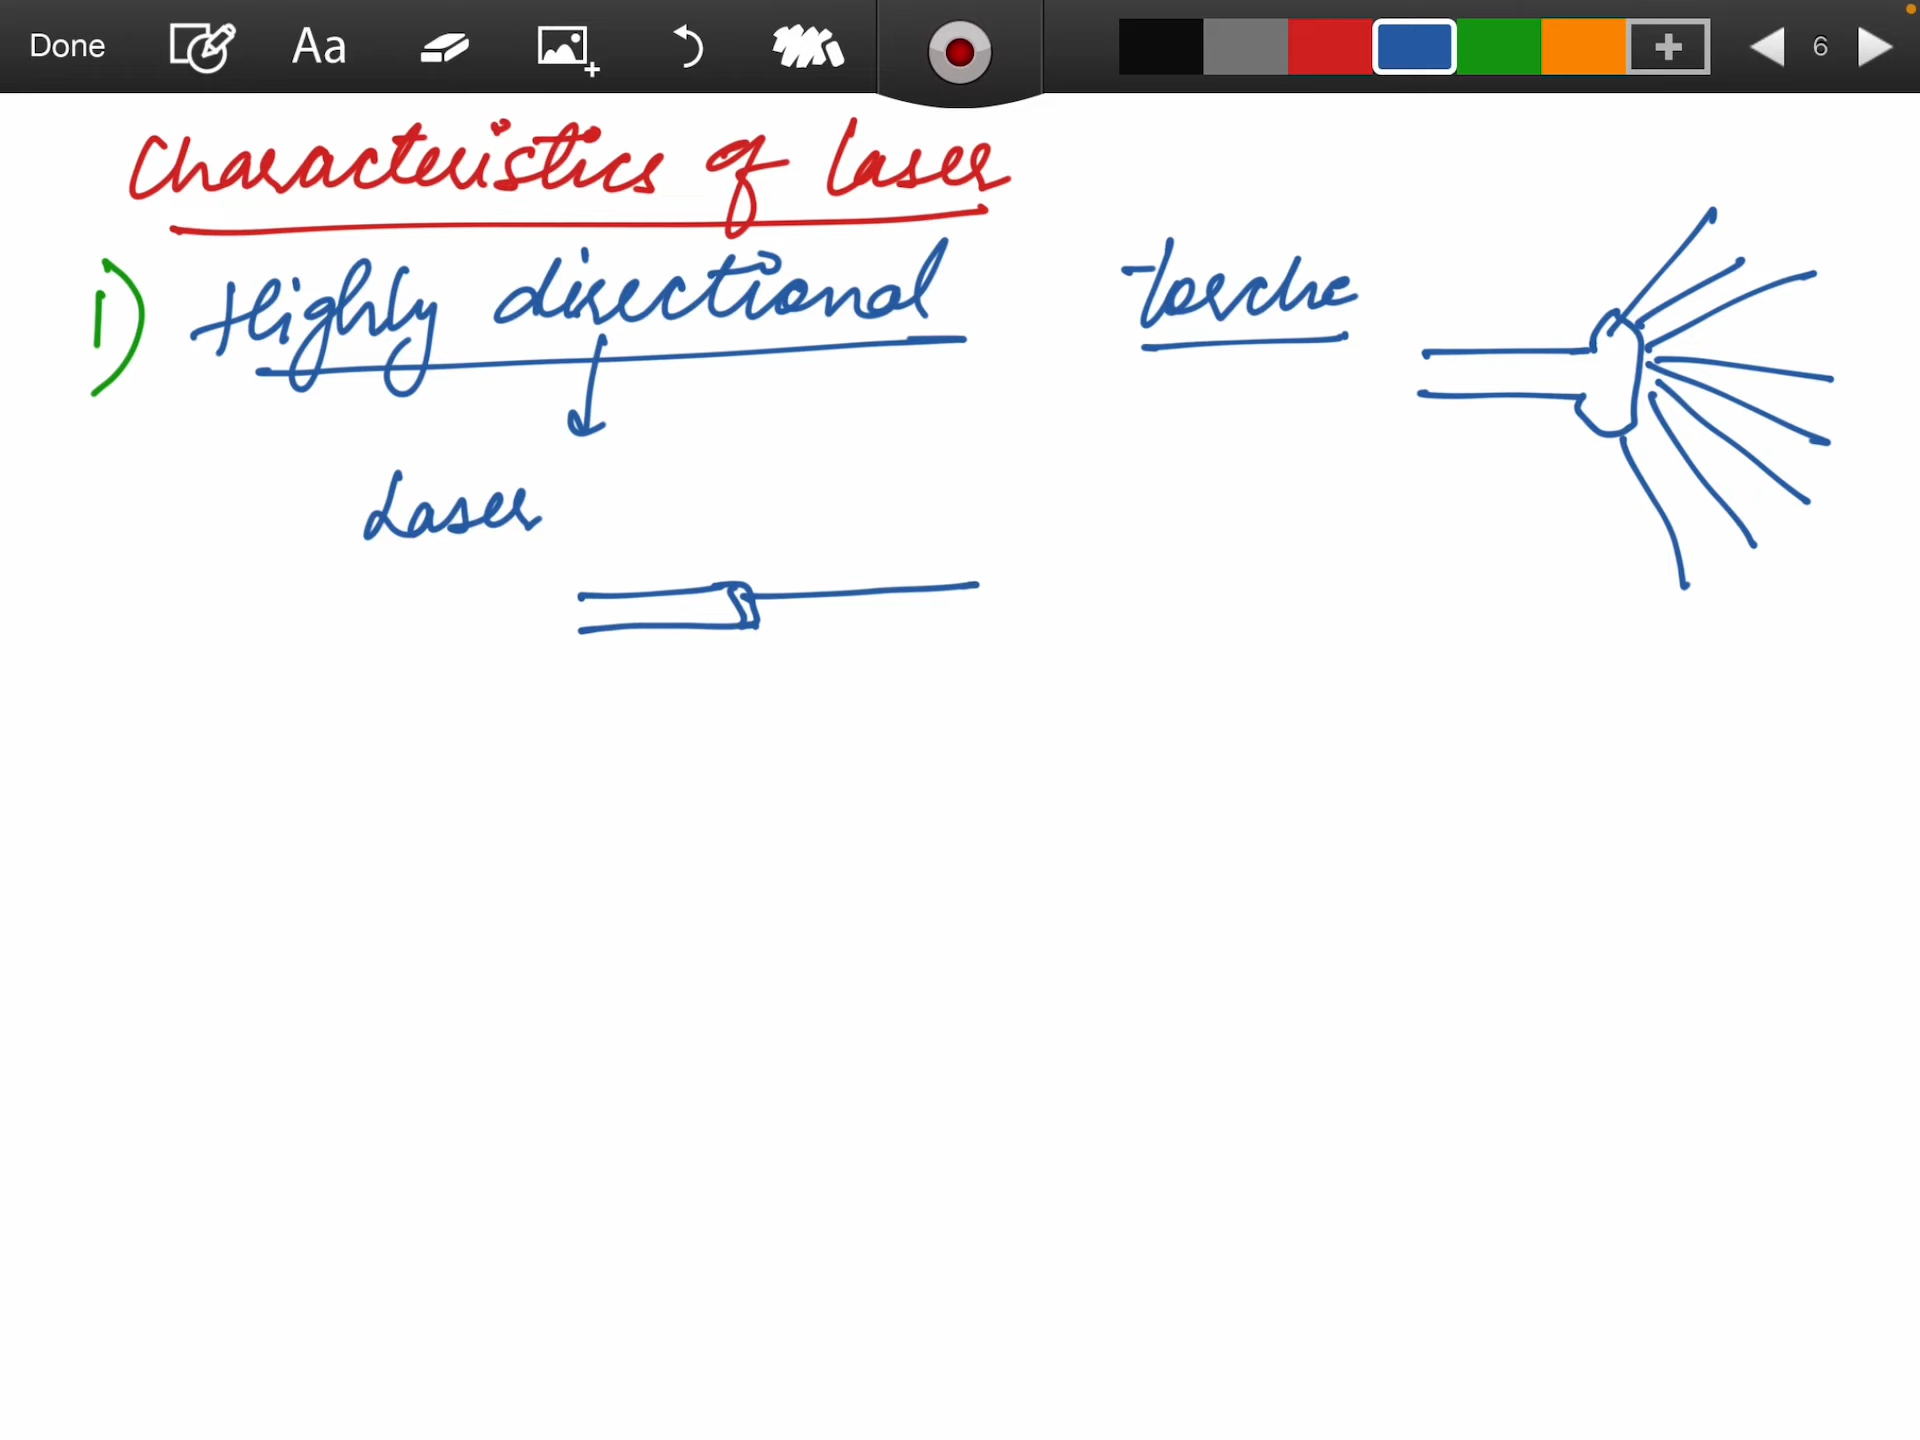 Done Aa 6
Characteristics of Laser
1) Highly directional
Torche
Laser